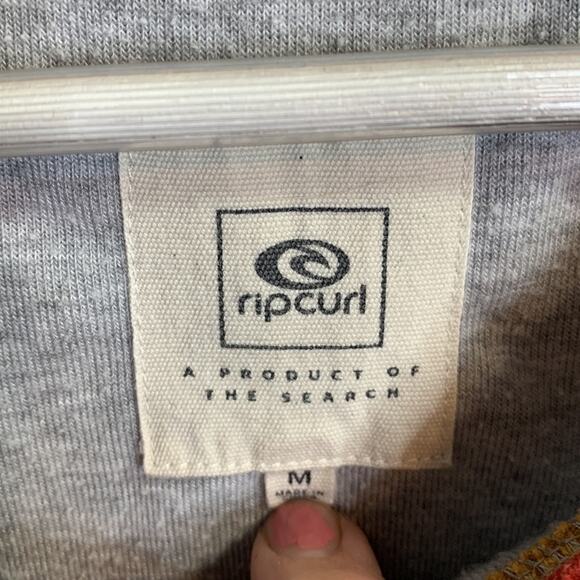 ripcurl
A PRODUCT OF
THE SEARCH
M
MADE IN